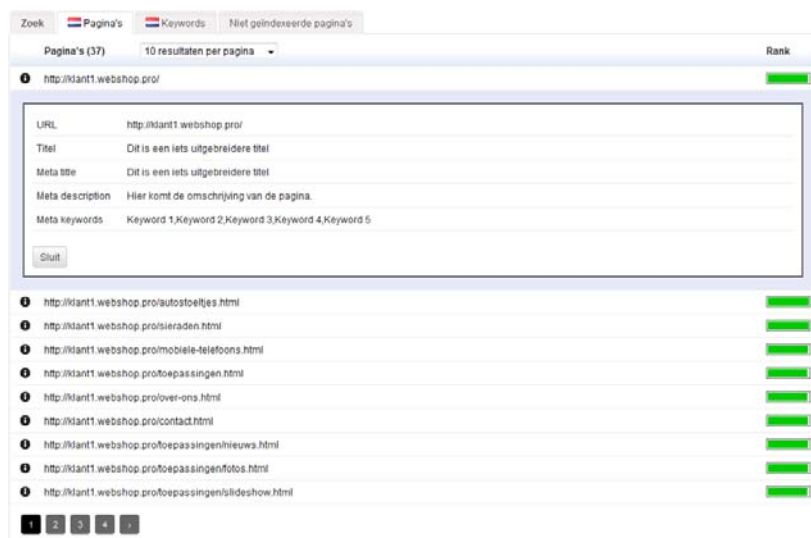 Zoek Pagina's Keywords Niet geïndexeerde pagina's
Pagina's (37) 10 resultaten per pagina Rank
http://klant1.webshop.pro/
URL http://klant1.webshop.pro/
Titel Dit is een iets uitgebreidere titel
Meta title Dit is een iets uitgebreidere titel
Meta description Hier komt de omschrijving van de pagina.
Meta keywords Keyword 1,Keyword 2,Keyword 3,Keyword 4,Keyword 5
Sluit
http://klant1.webshop.pro/autostoeltjes.html
http://klant1.webshop.pro/sieraden.html
http://klant1.webshop.pro/mobiele-telefoons.html
http://klant1.webshop.pro/toepassingen.html
http://klant1.webshop.pro/over-ons.html
http://klant1.webshop.pro/contact.html
http://klant1.webshop.pro/toepassingen/nieuws.html
http://klant1.webshop.pro/toepassingen/fotos.html
http://klant1.webshop.pro/toepassingen/slideshow.html
1 2 3 4 ›